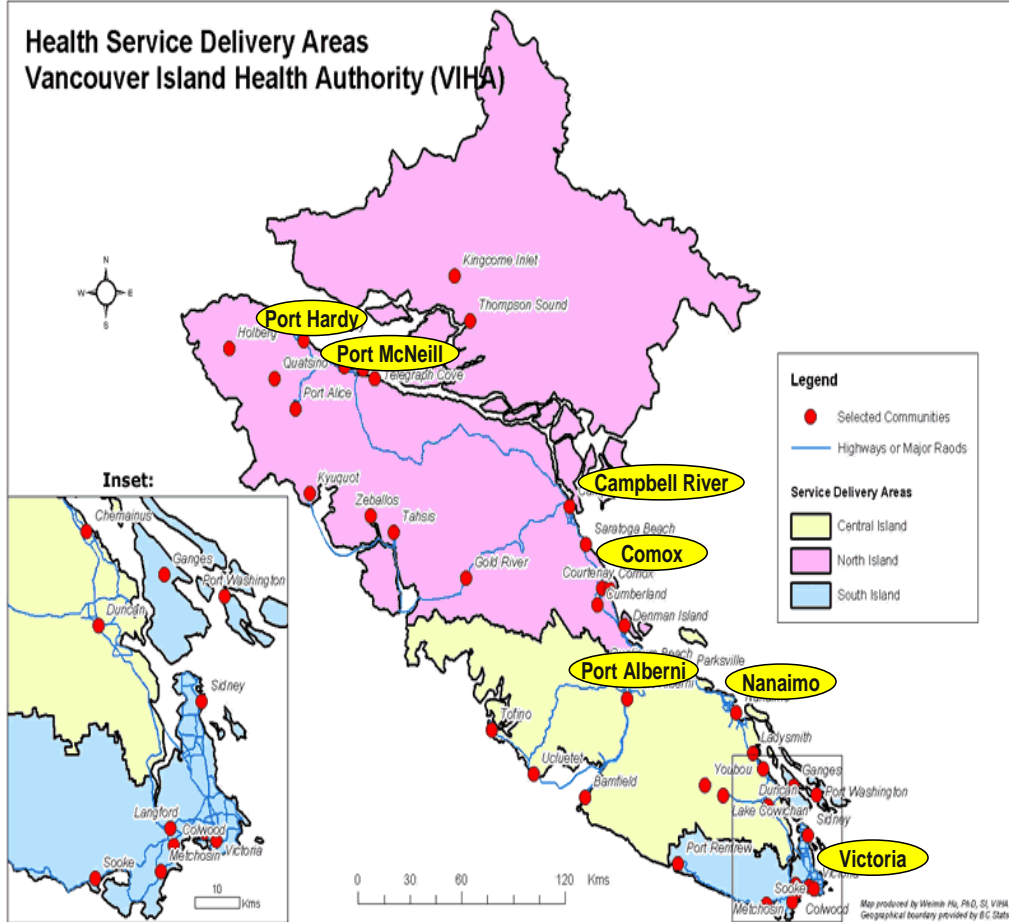 Health Service Delivery Areas
Vancouver Island Health Authority (VIHA)
N
W
E
S
Kingcome Inlet
Thompson Sound
Port Hardy
Holberg
Port McNeill
Quatsino
Telegraph Cove
Port Alice
Kyuquot
Zeballos
Tahsis
Gold River
Campbell River
Saratoga Beach
Comox
Courtenay
Comox
Cumberland
Denman Island
Port Alberni
Parksville
Nanaimo
Tofino
Ucluelet
Bamfield
Ladysmith
Youbou
Ganges
Duncan
Port Washington
Lake Cowichan
Sidney
Port Renfrew
Victoria
Sooke
Metchosin
Colwood
Legend
Selected Communities
Highways or Major Raods
Service Delivery Areas
Central Island
North Island
South Island
Inset:
Chemainus
Ganges
Port Washington
Duncan
Sidney
Langford
Colwood
Victoria
Metchosin
Sooke
10
Kms
0 30 60 120 Kms
Map produced by Weimin Hu, PhD, SI, VIHA
Geographical boundary provided by BC Stats